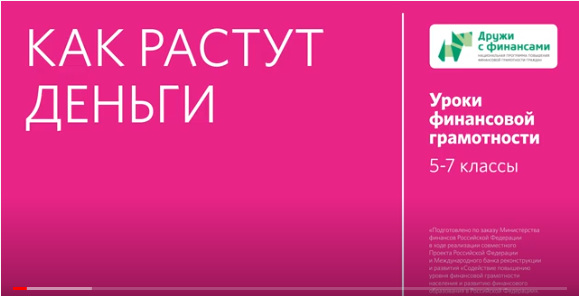 КАК РАСТУТ
ДЕНЬГИ
Дружи
с финансами
НАЦИОНАЛЬНАЯ ПРОГРАММА ПОВЫШЕНИЯ
ФИНАНСОВОЙ ГРАМОТНОСТИ ГРАЖДАН
Уроки
финансовой
грамотности
5-7 классы
«Подготовлено по заказу Министерства
финансов Российской Федерации
в ходе реализации совместного
Проекта Российской Федерации
и Международного банка реконструкции
и развития «Содействие повышению
уровня финансовой грамотности
населения и развитию финансового
образования в Российской Федерации»